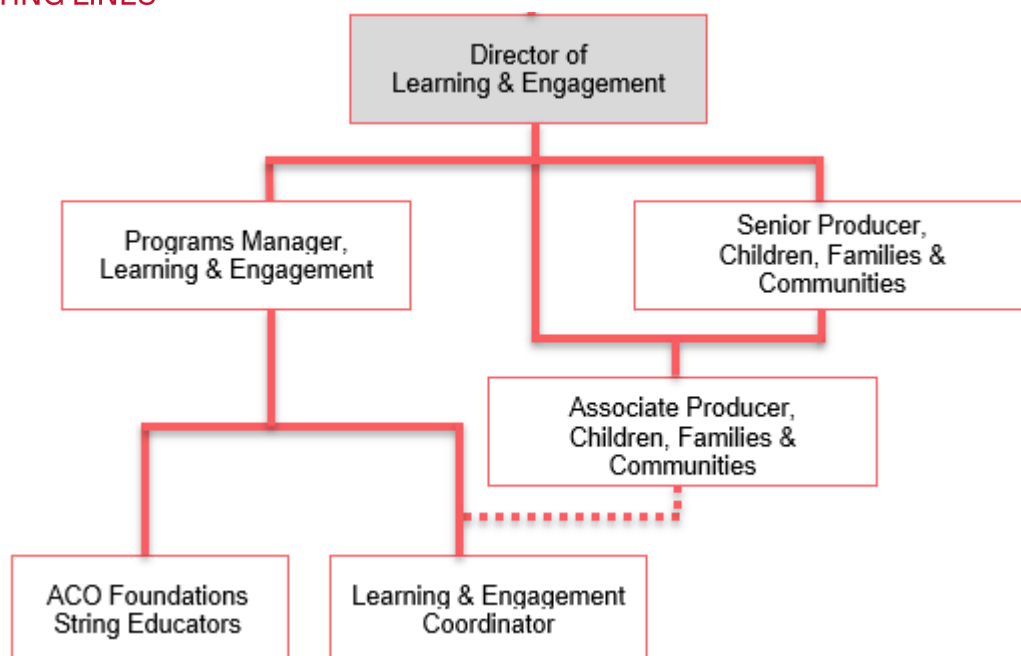 LINES
Director of
Learning & Engagement
Programs Manager,
Learning & Engagement
Senior Producer,
Children, Families &
Communities
Associate Producer,
Children, Families &
Communities
ACO Foundations
String Educators
Learning & Engagement
Coordinator